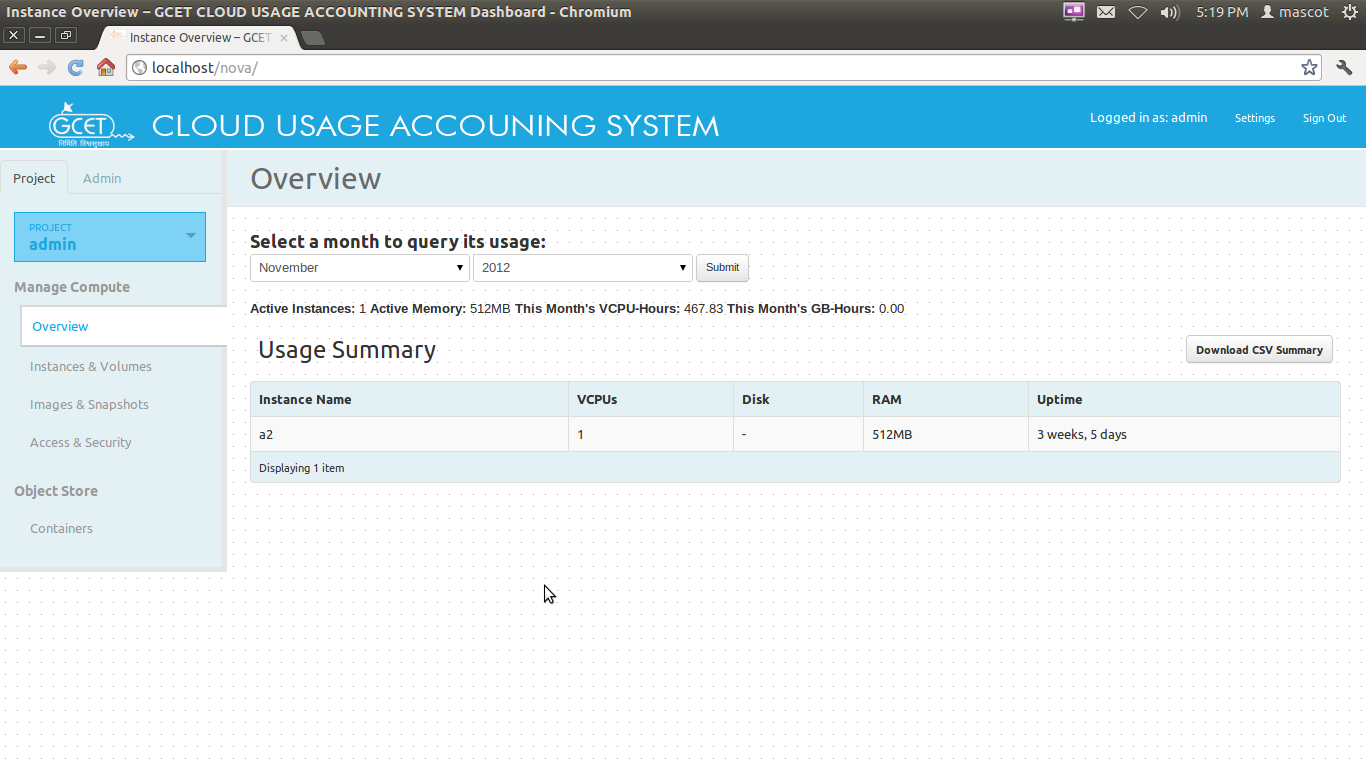 Instance Overview – GCET CLOUD USAGE ACCOUNTING SYSTEM Dashboard - Chromium 5:19 PM mascot
Instance Overview – GCET
localhost/nova/
GCET
निर्मिति विश्वसुखाय
CLOUD USAGE ACCOUNING SYSTEM
Logged in as: admin Settings Sign Out
Project Admin
PROJECT
admin
Manage Compute
Overview
Instances & Volumes
Images & Snapshots
Access & Security
Object Store
Containers
Overview
Select a month to query its usage:
November 2012 Submit
Active Instances: 1 Active Memory: 512MB This Month's VCPU-Hours: 467.83 This Month's GB-Hours: 0.00
Usage Summary Download CSV Summary
Instance Name VCPUs Disk RAM Uptime
a2 1 - 512MB 3 weeks, 5 days
Displaying 1 item